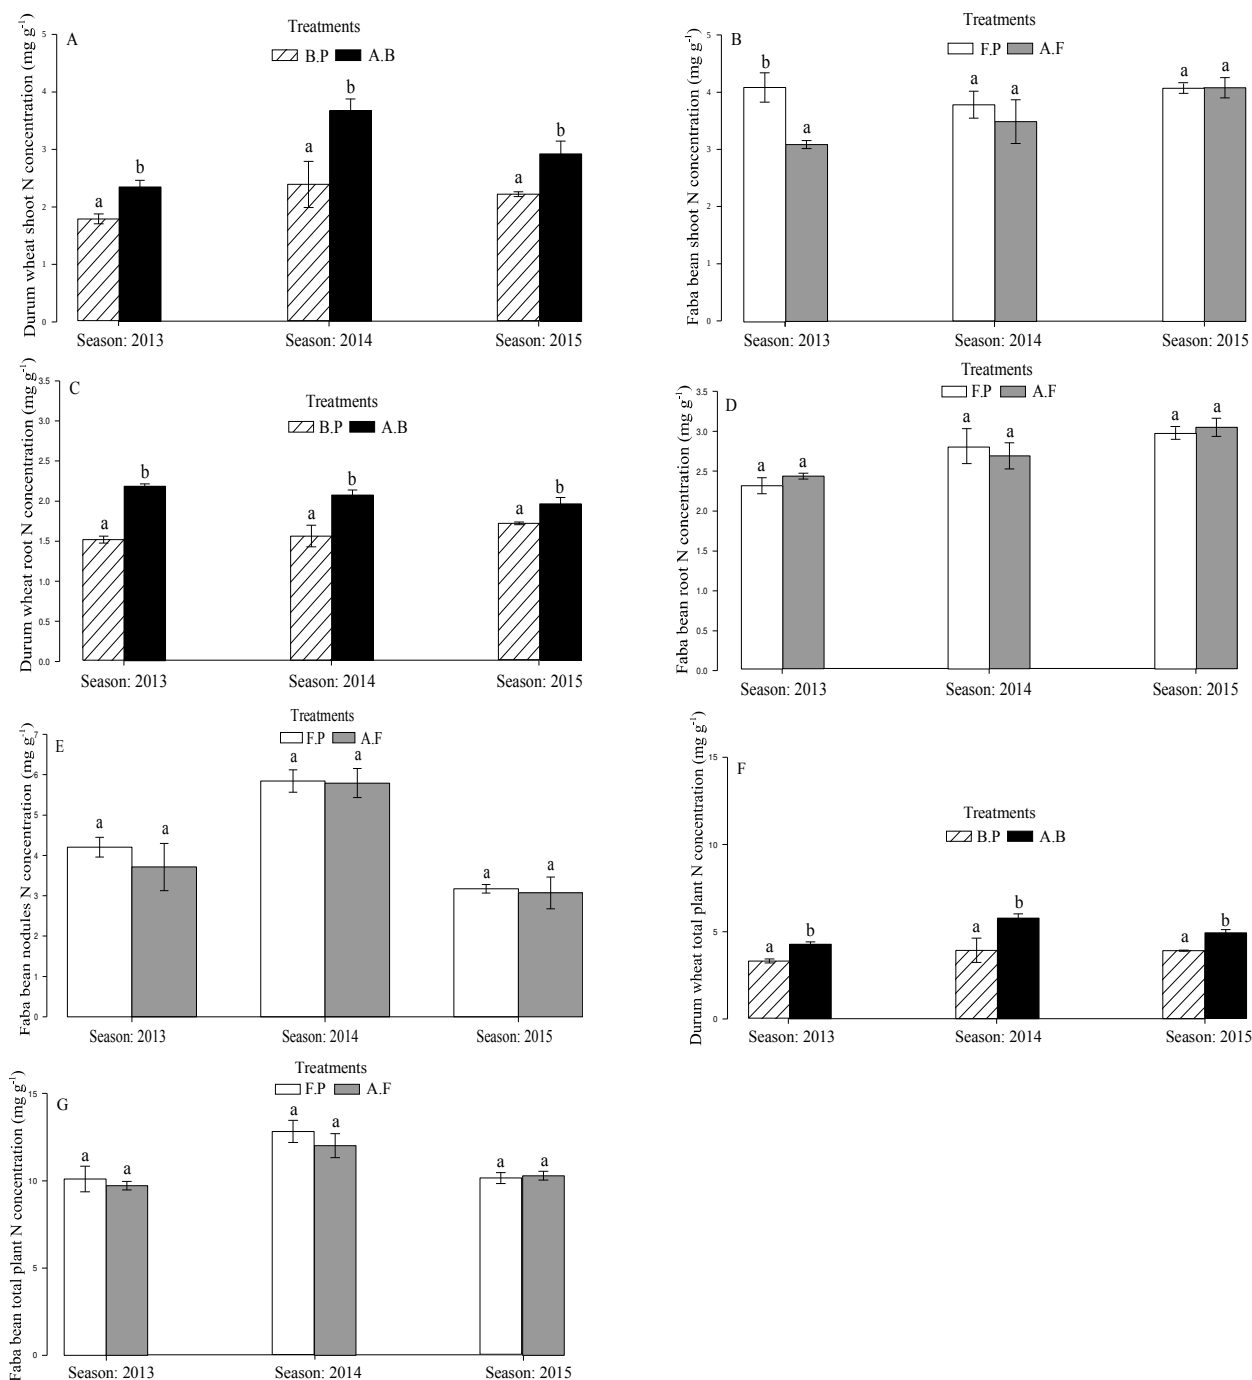 Treatments
A
B.P A.B
b
b
b
a
a
a
5
4
3
2
1
0
Durum wheat shoot N concentration (mg g-1)
Season: 2013 Season: 2014 Season: 2015
Treatments
B
F.P A.F
b
a
a
a
a
a
5
4
3
2
1
0
Faba bean shoot N concentration (mg g-1)
Season: 2013 Season: 2014 Season: 2015
C
Treatments
B.P A.B
a
b
a
b
a
b
3.5
3.0
2.5
2.0
1.5
1.0
0.5
0.0
Durum wheat root N concentration (mg g-1)
Season: 2013 Season: 2014 Season: 2015
Treatments
F.P A.F
D
a
a
a
a
a
a
3.5
3.0
2.5
2.0
1.5
1.0
0.5
0.0
Faba bean root N concentration (mg g-1)
Season: 2013 Season: 2014 Season: 2015
Treatments
F.P A.F
E
a
a
a
a
a
a
7
6
5
4
3
2
1
0
Faba bean nodules N concentration (mg g-1)
Season: 2013 Season: 2014 Season: 2015
F
Treatments
B.P A.B
a
b
a
b
a
b
15
10
5
0
Durum wheat total plant N concentration (mg g-1)
Season: 2013 Season: 2014 Season: 2015
Treatments
F.P A.F
G
a
a
a
a
a
a
15
10
5
0
Faba bean total plant N concentration (mg g-1)
Season: 2013 Season: 2014 Season: 2015